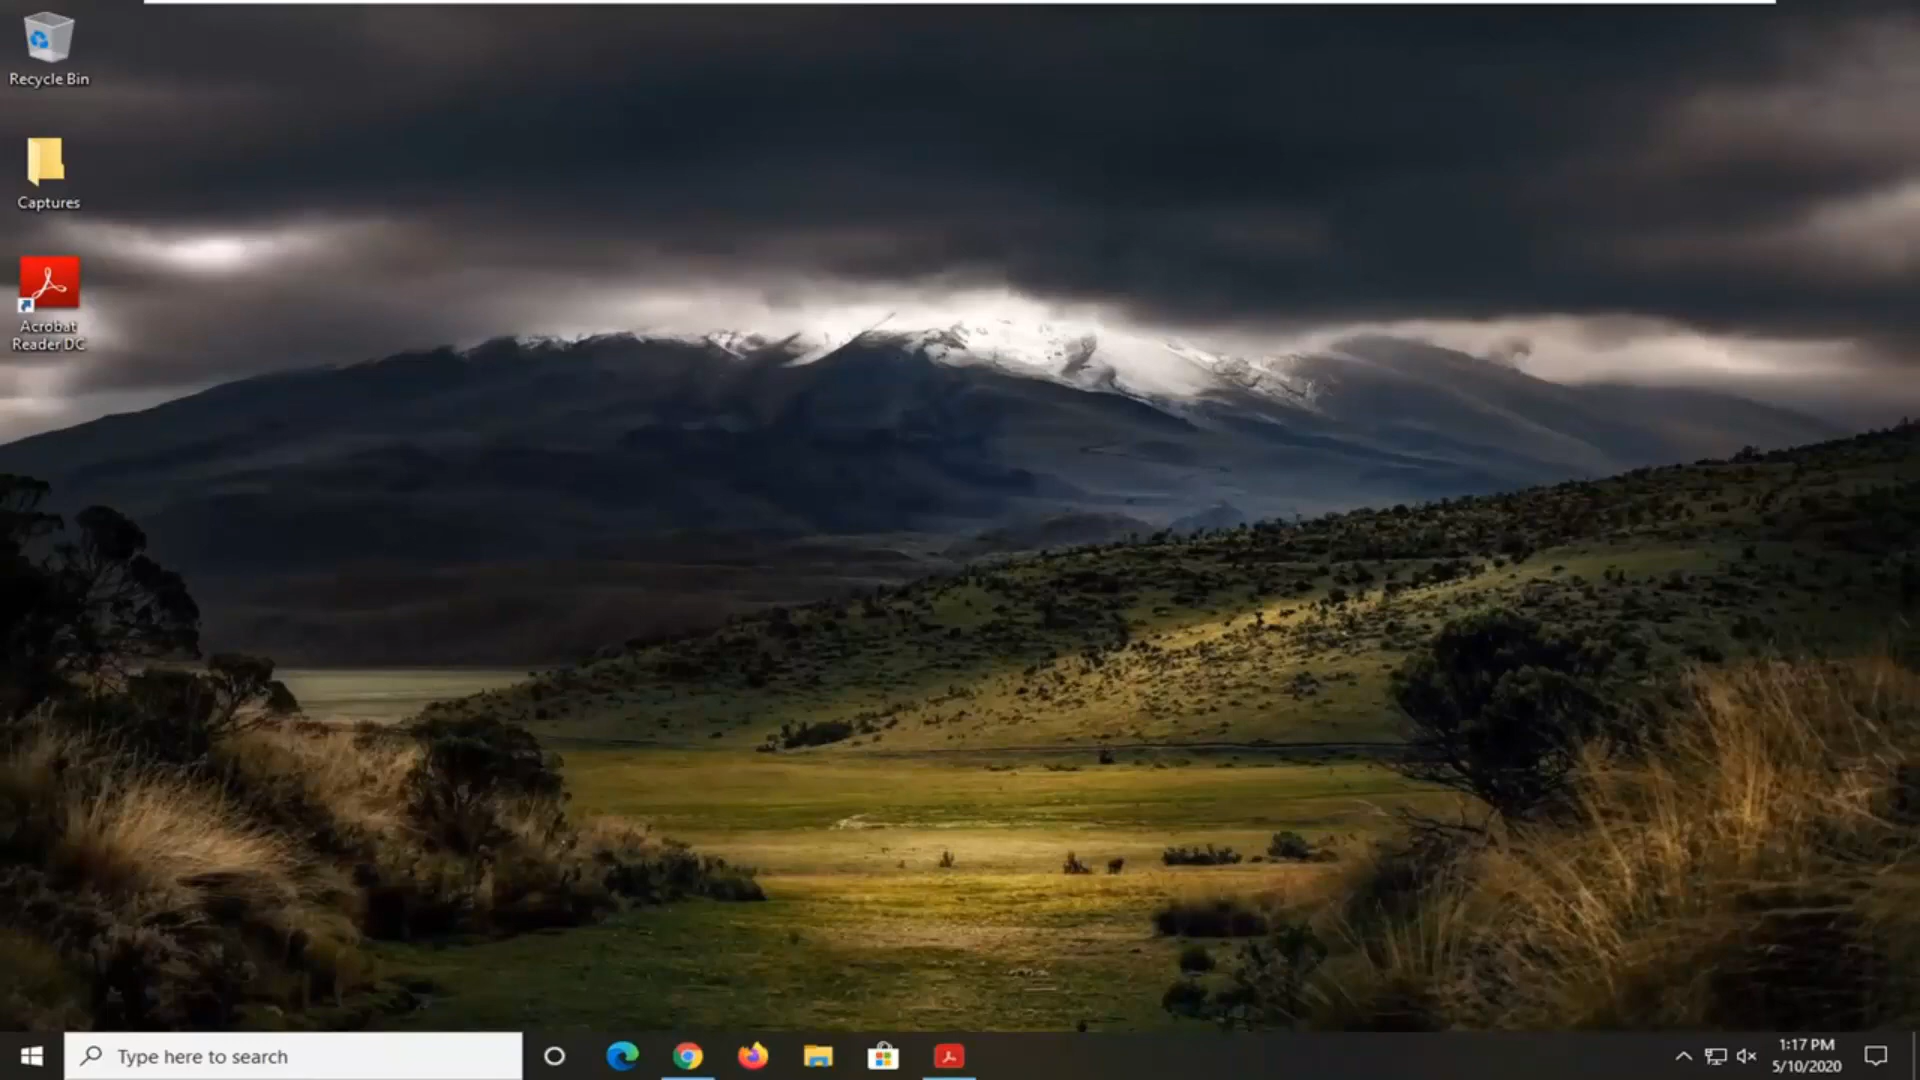 Recycle Bin
Captures
Acrobat
Reader DC
Type here to search
1:17 PM
5/10/2020